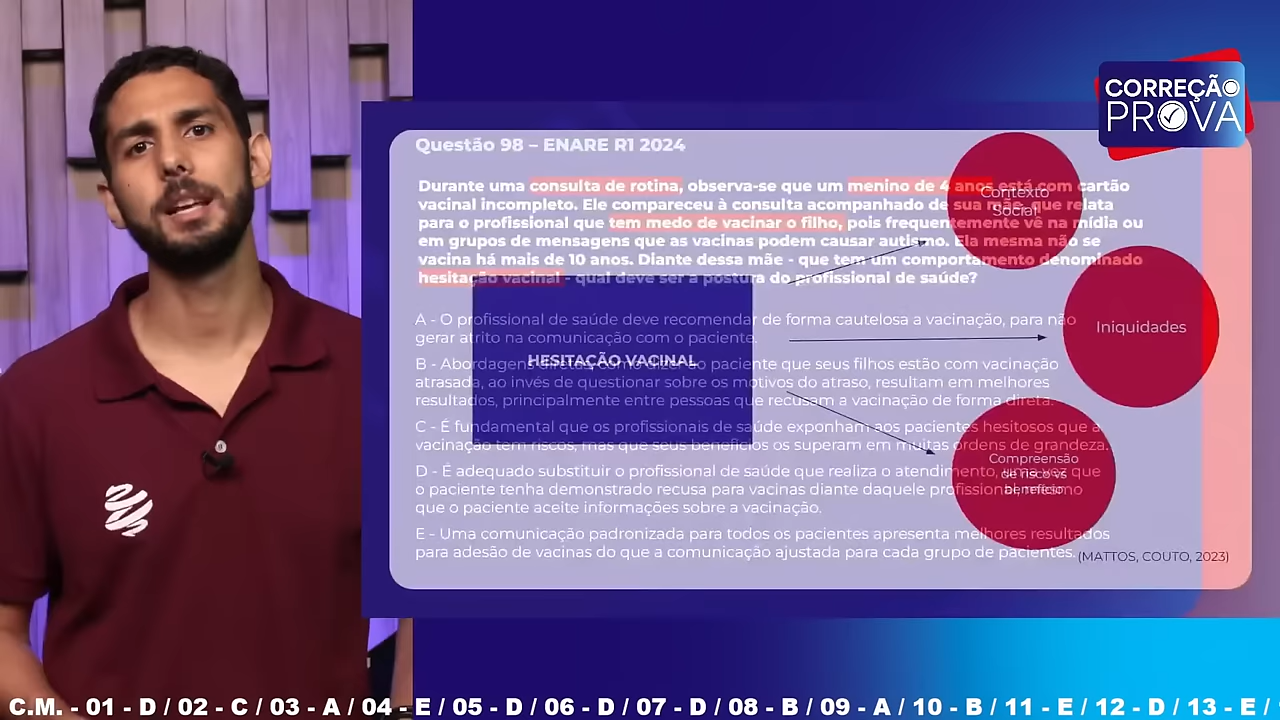 CORREÇÃO
PROVA
Questão 98 – ENARE R1 2024
Durante uma consulta de rotina, observa-se que um menino de 4 anos está com cartão
vacinal incompleto. Ele compareceu à consulta acompanhado de sua mãe, que relata
para o profissional que tem medo de vacinar o filho, pois frequentemente vê na mídia ou
em grupos de mensagens que as vacinas podem causar autismo. Ela mesma não se
vacina há mais de 10 anos. Diante dessa mãe - que tem um comportamento denominado
hesitação vacinal - qual deve ser a postura do profissional de saúde?
A - O profissional de saúde deve recomendar de forma cautelosa a vacinação, para não
gerar atrito na comunicação com o paciente.
B - Abordagens diretas, como dizer ao paciente que seus filhos estão com vacinação
atrasada, ao invés de questionar sobre os motivos do atraso, resultam em melhores
resultados, principalmente entre pessoas que recusam a vacinação de forma direta.
C - É fundamental que os profissionais de saúde exponham aos pacientes hesitosos que a
vacinação tem riscos, mas que seus benefícios os superam em muitas ordens de grandeza.
D - É adequado substituir o profissional de saúde que realiza o atendimento, uma vez que
o paciente tenha demonstrado recusa para vacinas diante daquele profissional, mesmo
que o paciente aceite informações sobre a vacinação.
E - Uma comunicação padronizada para todos os pacientes apresenta melhores resultados
para adesão de vacinas do que a comunicação ajustada para cada grupo de pacientes.
HESITAÇÃO VACINAL
Contexto
Social
Iniquidades
Compreensão
de risco vs
benefício
(MATTOS, COUTO, 2023)
C.M. - 01 - D / 02 - C / 03 - A / 04 - E / 05 - D / 06 - D / 07 - D / 08 - B / 09 - A / 10 - B / 11 - E / 12 - D / 13 - E /